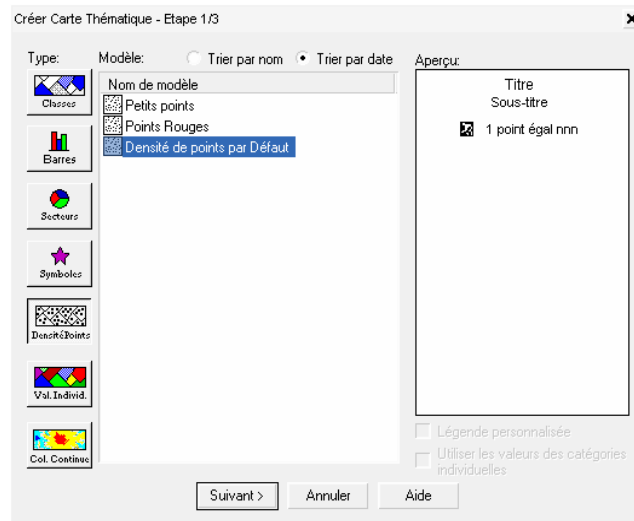 Créer Carte Thématique - Etape 1/3
Type:
Modèle:
Trier par nom
Trier par date
Aperçu:
Classes
Barres
Secteurs
Symboles
DensitéPoints
Val. Individ.
Col. Continue
Nom de modèle
Petits points
Points Rouges
Densité de points par Défaut
Titre
Sous-titre
1 point égal nnn
Légende personnalisée
Utiliser les valeurs des catégories
individuelles
Suivant >
Annuler
Aide